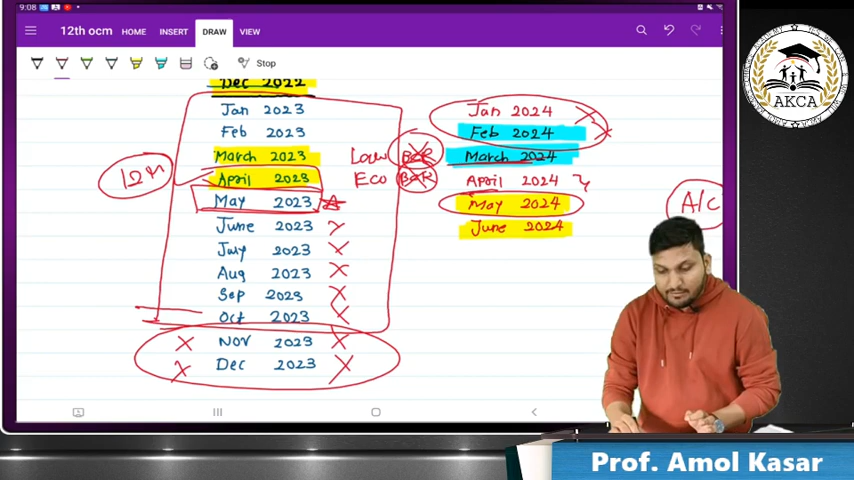 9:08
12th ocm HOME INSERT DRAW VIEW
Stop
Dec 2022
Jan 2023
Feb 2023
March 2023 Law BCR
April 2023 Eco
May 2023
June 2023
July 2023
Aug 2023
Sep 2023
Oct 2023
Nov 2023
Dec 2023
12th
Jan 2024
Feb 2024
March 2024
April 2024
May 2024
June 2024
A/C
AKCA
Prof. Amol Kasar